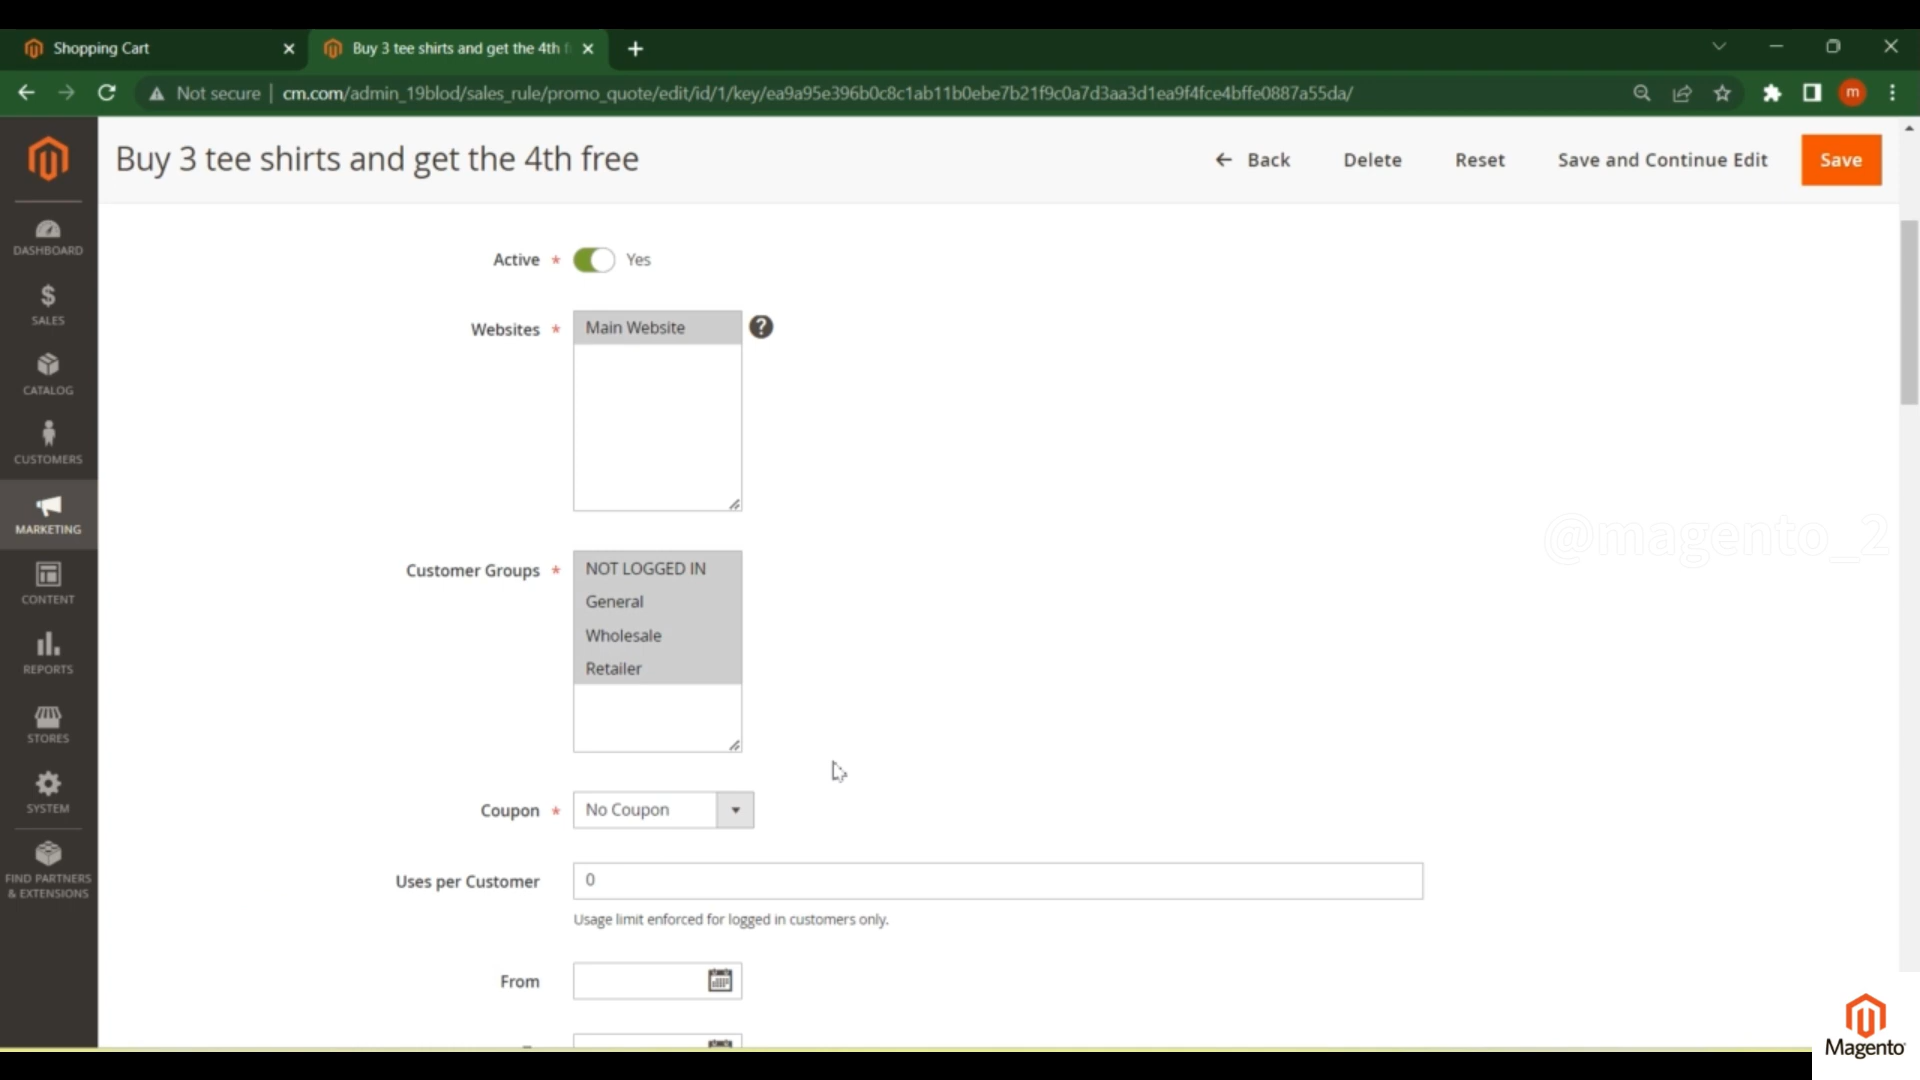 Shopping Cart
Buy 3 tee shirts and get the 4th
Not secure | cm.com/admin_19blod/sales_rule/promo_quote/edit/id/1/key/ea9a95e396b0c8c1ab11b0ebe7b21f9c0a7d3aa3d1ea9f4fce4bffe0887a55da/
m
Buy 3 tee shirts and get the 4th free
Back
Delete
Reset
Save and Continue Edit
Save
DASHBOARD
SALES
CATALOG
CUSTOMERS
MARKETING
CONTENT
REPORTS
STORES
SYSTEM
FIND PARTNERS
& EXTENSIONS
Active * Yes
Websites * Main Website
Customer Groups * NOT LOGGED IN
General
Wholesale
Retailer
Coupon * No Coupon
Uses per Customer 0
Usage limit enforced for logged in customers only.
From
@magento_2
Magento